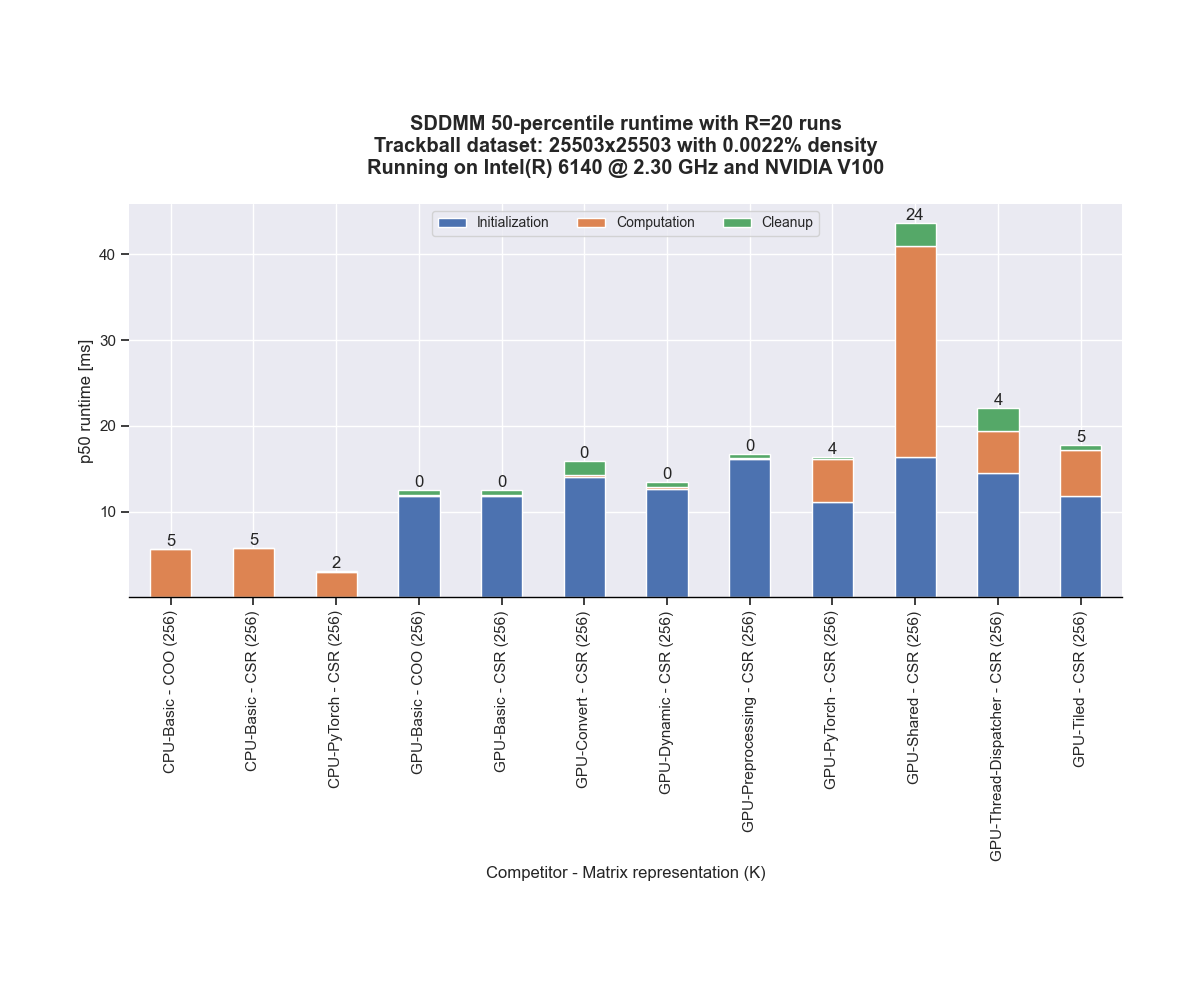 SDDMM 50-percentile runtime with R=20 runs
Trackball dataset: 25503x25503 with 0.0022% density
Running on Intel(R) 6140 @ 2.30 GHz and NVIDIA V100
Initialization
Computation
Cleanup
p50 runtime [ms]
40
30
20
10
5
5
2
0
0
0
0
0
4
24
4
5
CPU-Basic - COO (256)
CPU-Basic - CSR (256)
CPU-PyTorch - CSR (256)
GPU-Basic - COO (256)
GPU-Basic - CSR (256)
GPU-Convert - CSR (256)
GPU-Dynamic - CSR (256)
GPU-Preprocessing - CSR (256)
GPU-PyTorch - CSR (256)
GPU-Shared - CSR (256)
GPU-Thread-Dispatcher - CSR (256)
GPU-Tiled - CSR (256)
Competitor - Matrix representation (K)